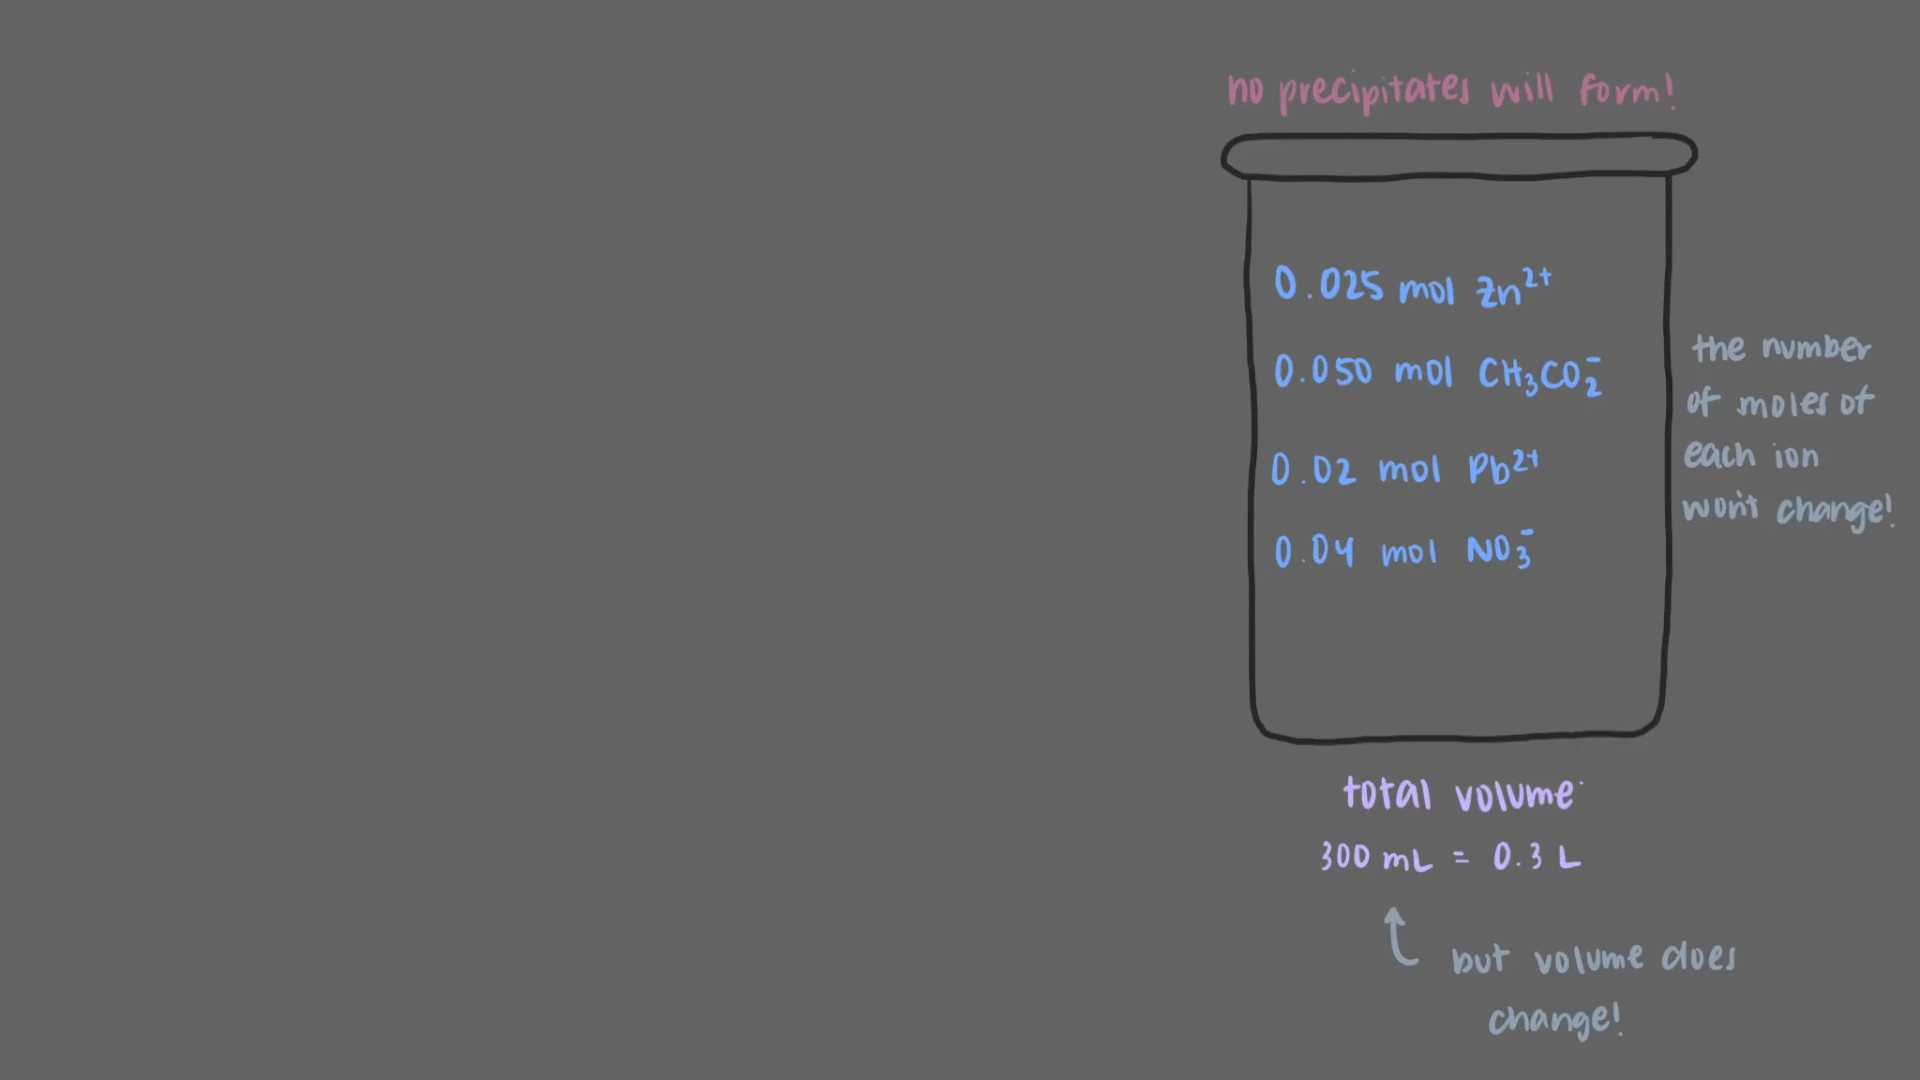 no precipitates will form!
0.025 mol Zn²⁺
0.050 mol CH₃CO₂⁻
0.02 mol Pb²⁺
0.04 mol NO₃⁻
the number
of moles of
each ion
won't change!
total volume:
300 mL = 0.3 L
but volume does
change!